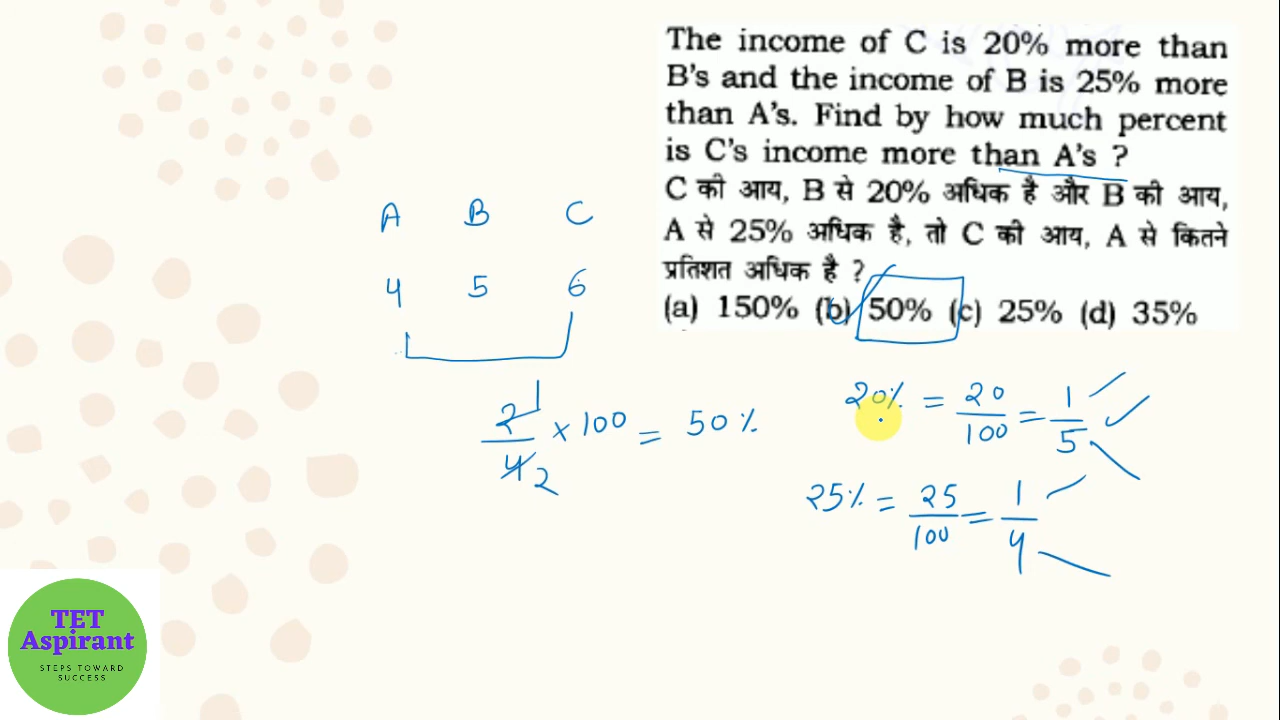 The income of C is 20% more than
B's and the income of B is 25% more
than A's. Find by how much percent
is C's income more than A's ?
C की आय, B से 20% अधिक है और B की आय,
A से 25% अधिक है, तो C की आय, A से कितने
प्रतिशत अधिक है ?
(a) 150% (b) 50% (c) 25% (d) 35%
A B C
4 5 6
2/4 1/2 × 100 = 50%
20% = 20/100 = 1/5
25% = 25/100 = 1/4
TET
Aspirant
STEPS TOWARD
SUCCESS